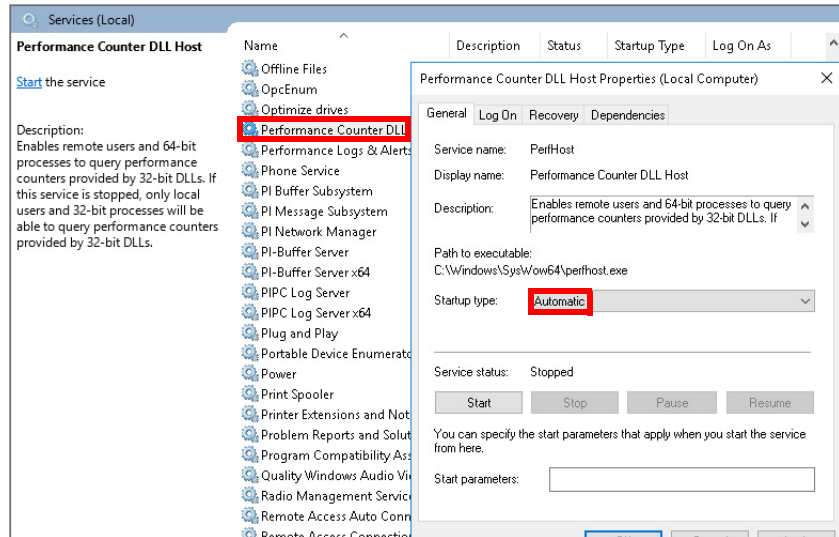 Services (Local)
Performance Counter DLL Host
Start the service
Description:
Enables remote users and 64-bit
processes to query performance
counters provided by 32-bit DLLs. If
this service is stopped, only local
users and 32-bit processes will be
able to query performance counters
provided by 32-bit DLLs.
Name
Description
Status
Startup Type
Log On As
Offline Files
OpcEnum
Optimize drives
Performance Counter DLL
Performance Logs & Alerts
Phone Service
PI Buffer Subsystem
PI Message Subsystem
PI Network Manager
PI-Buffer Server
PI-Buffer Server x64
PIPC Log Server
PIPC Log Server x64
Plug and Play
Portable Device Enumerato
Power
Print Spooler
Printer Extensions and Not
Problem Reports and Solut
Program Compatibility Ass
Quality Windows Audio Vi
Radio Management Service
Remote Access Auto Conn
Remote Access Connection
Performance Counter DLL Host Properties (Local Computer)
General
Log On
Recovery
Dependencies
Service name: PerfHost
Display name: Performance Counter DLL Host
Description: Enables remote users and 64-bit processes to query
performance counters provided by 32-bit DLLs. If
Path to executable:
C:\Windows\SysWow64\perfhost.exe
Startup type: Automatic
Service status: Stopped
Start
Stop
Pause
Resume
You can specify the start parameters that apply when you start the service
from here.
Start parameters: